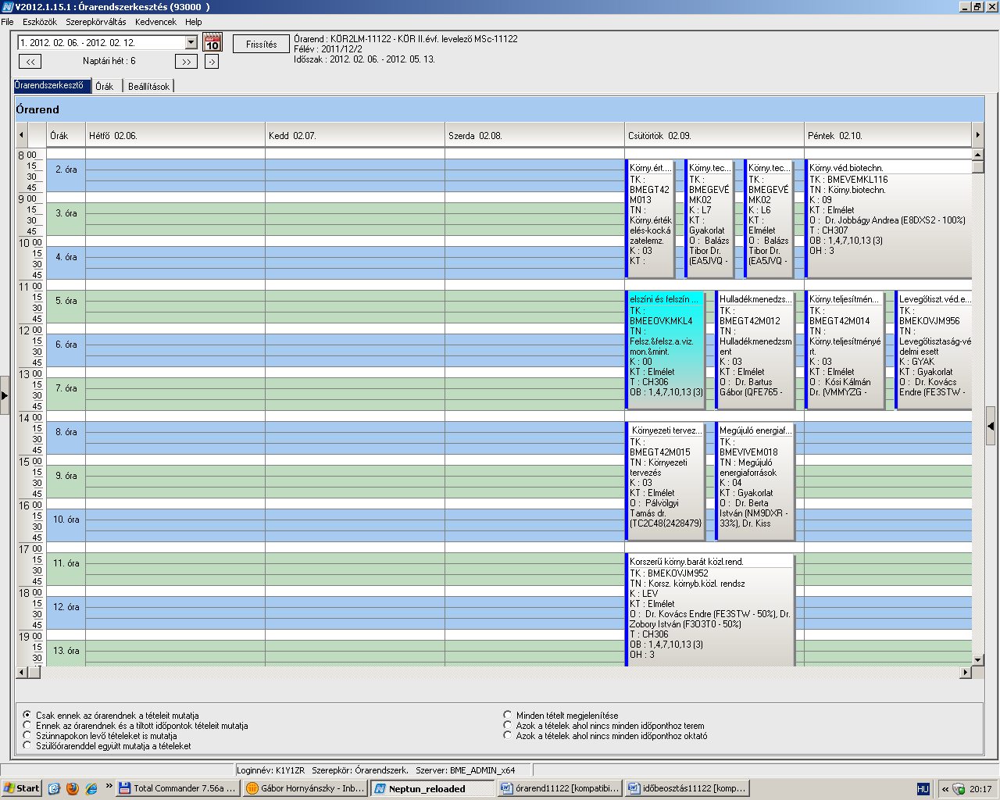 V2012.1.15.1 : Órarendszerkesztés (93000 )
File Eszközök Szerepkörváltás Kedvencek Help
1. 2012. 02. 06. - 2012. 02. 12.
10
Frissítés
Órarend : KÖR2LM-11122 - KÖR II.évf. levelező MSc-11122
Félév : 2011/12/2
Időszak : 2012. 02. 06. - 2012. 05. 13.
<< Naptári hét : 6 >> ->
Órarendszerkesztő Órák Beállítások
Órarend
Órák Hétfő 02.06. Kedd 02.07. Szerda 02.08. Csütörtök 02.09. Péntek 02.10.
8 00
15
30
45
9 00
15
30
45
10 00
15
30
45
11 00
15
30
45
12 00
15
30
45
13 00
15
30
45
14 00
15
30
45
15 00
15
30
45
16 00
15
30
45
17 00
15
30
45
18 00
15
30
45
19 00
15
30
45
2. óra
3. óra
4. óra
5. óra
6. óra
7. óra
8. óra
9. óra
10. óra
11. óra
12. óra
13. óra
Körny.ért....
TK :
BMEGT42
M013
TN :
Körny.érték
elés-kocká
zatelemz.
K : 03
KT :
Körny.tec...
TK :
BMEGEVÉ
MK02
K : L7
KT :
Gyakorlat
O : Balázs
Tibor Dr.
(EA5JVQ -
Körny.tec...
TK :
BMEGEVÉ
MK02
K : L6
KT :
Elmélet
O : Balázs
Tibor Dr.
(EA5JVQ -
Körny.véd.biotechn.
TK : BMEVEMKL116
TN : Körny.biotechn.
K : 09
KT : Elmélet
O : Dr. Jobbágy Andrea (E8DXS2 - 100%)
T : CH307
OB : 1,4,7,10,13 (3)
OH : 3
elszíni és felszín ...
TK :
BMEEOVKMKL4
TN :
Felsz.&felsz.a.viz.
mon.&mint.
K : 00
KT : Elmélet
T : CH306
OB : 1,4,7,10,13 (3)
Hulladékmenedzs...
TK :
BMEGT42M012
TN :
Hulladékmenedzsm
ent
K : 03
KT : Elmélet
O : Dr. Bartus
Gábor (QFE765 -
Körny.teljesítmén...
TK :
BMEGT42M014
TN :
Körny.teljesítményé
rt.
K : 03
KT : Elmélet
O : Kósi Kálmán
Dr. (VMMYZG -
Levegőtiszt.véd.e...
TK :
BMEKOVJM956
TN :
Levegőtisztaság-vé
delmi esett
K : GYAK
KT : Gyakorlat
O : Dr. Kovács
Endre (FE3STW -
Környezeti tervez...
TK :
BMEGT42M015
TN : Környezeti
tervezés
K : 03
KT : Elmélet
O : Pálvölgyi
Tamás dr.
(TC2C48{2428479}
Megújuló energiaf...
TK :
BMEVIVEM018
TN : Megújuló
energiaforrások
K : 04
KT : Gyakorlat
O : Dr. Berta
István (NM9DXR -
33%), Dr. Kiss
Korszerű körny.barát közl.rend.
TK : BMEKOVJM952
TN : Korsz. környb.közl. rendsz
K : LEV
KT : Elmélet
O : Dr. Kovács Endre (FE3STW - 50%), Dr.
Zobory István (F3O3T0 - 50%)
T : CH306
OB : 1,4,7,10,13 (3)
OH : 3
Csak ennek az órarendnek a tételeit mutatja
Ennek az órarendnek és a tiltott időpontok tételeit mutatja
Szünnapokon levő tételeket is mutatja
Szülőórarenddel együtt mutatja a tételeket
Minden tételt megjelenítése
Azok a tételek ahol nincs minden időponthoz terem
Azok a tételek ahol nincs minden időponthoz oktató
Loginnév: K1Y1ZR Szerepkör: Órarendszerk. Szerver: BME_ADMIN_x64
Start » Total Commander 7.56a ... Gábor Hornyánszky - Inb... Neptun_reloaded órarend11122 [kompatibi... időbeosztás11122 [komp... HU « 20:17